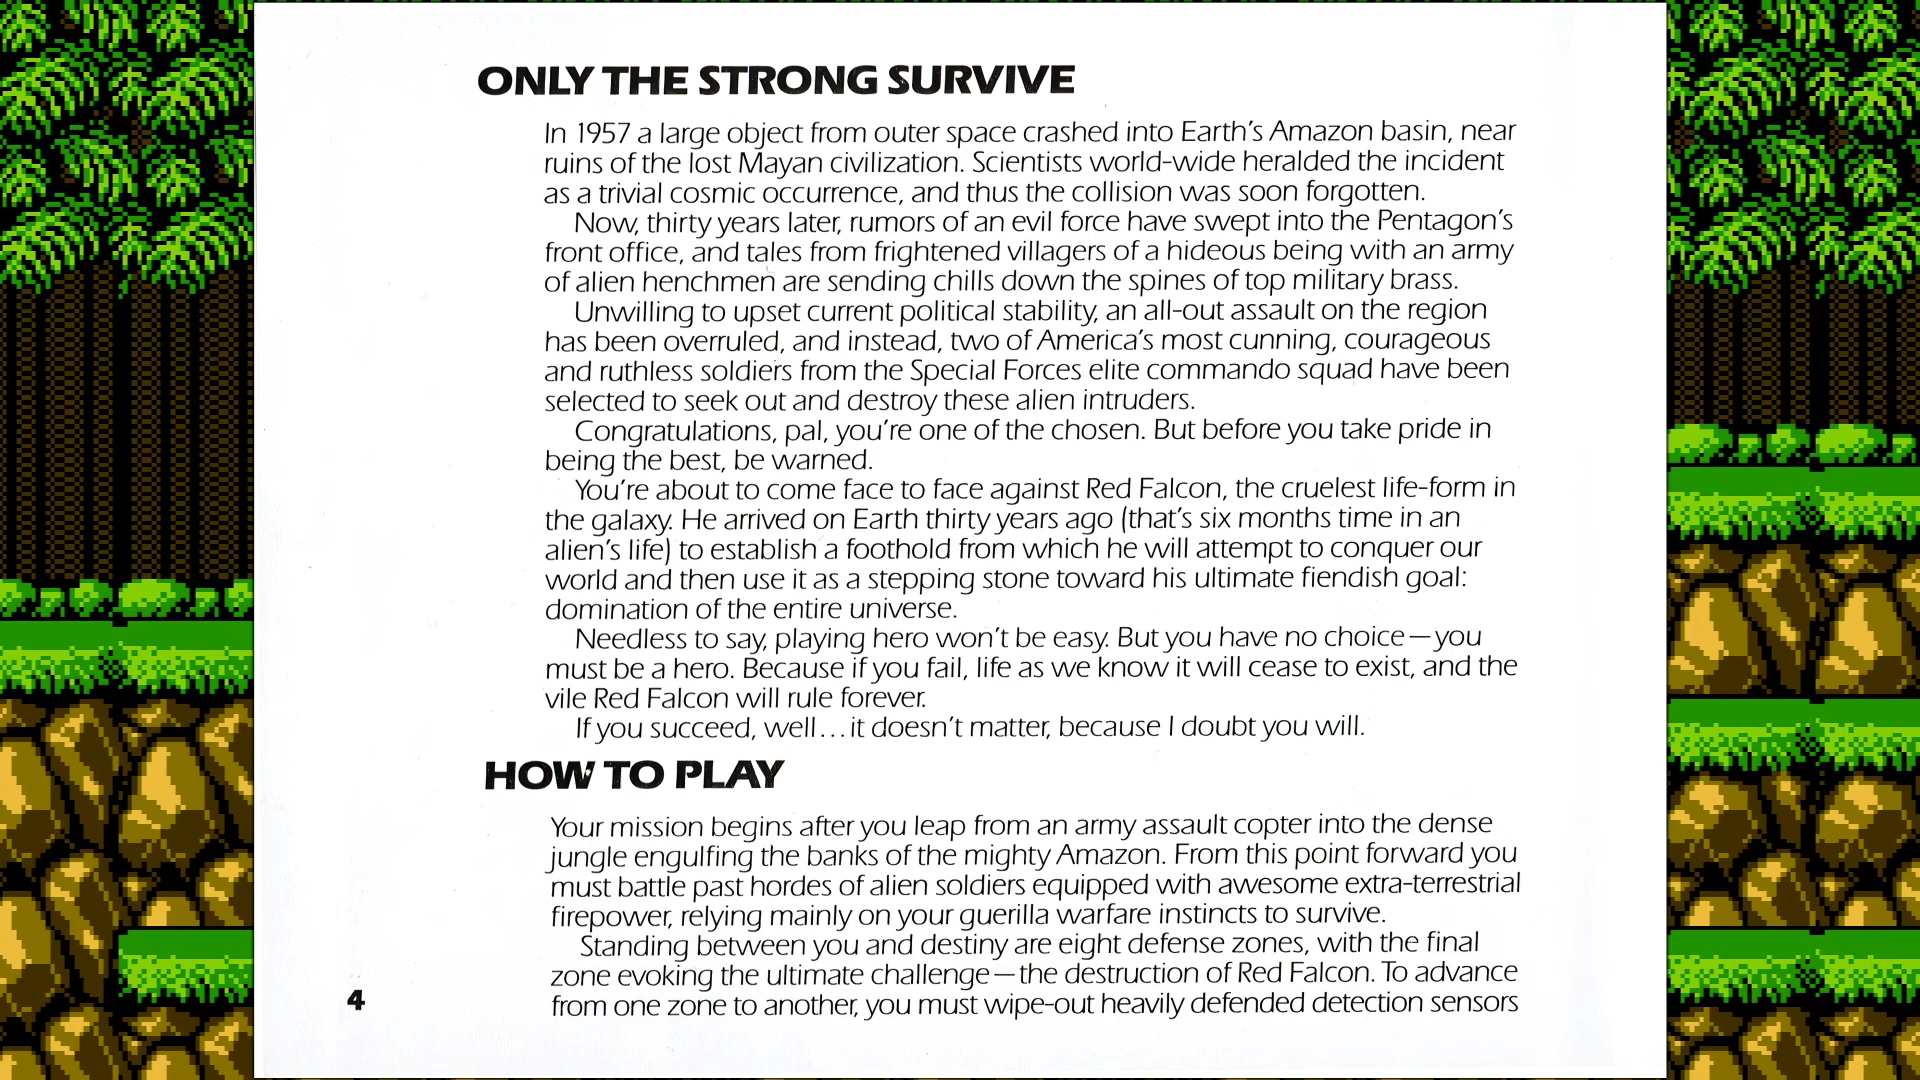 ONLY THE STRONG SURVIVE
In 1957 a large object from outer space crashed into Earth's Amazon basin, near
ruins of the lost Mayan civilization. Scientists world-wide heralded the incident
as a trivial cosmic occurrence, and thus the collision was soon forgotten.
Now, thirty years later, rumors of an evil force have swept into the Pentagon's
front office, and tales from frightened villagers of a hideous being with an army
of alien henchmen are sending chills down the spines of top military brass.
Unwilling to upset current political stability, an all-out assault on the region
has been overruled, and instead, two of America's most cunning, courageous
and ruthless soldiers from the Special Forces elite commando squad have been
selected to seek out and destroy these alien intruders.
Congratulations, pal, you're one of the chosen. But before you take pride in
being the best, be warned.
You're about to come face to face against Red Falcon, the cruelest life-form in
the galaxy. He arrived on Earth thirty years ago (that's six months time in an
alien's life) to establish a foothold from which he will attempt to conquer our
world and then use it as a stepping stone toward his ultimate fiendish goal:
domination of the entire universe.
Needless to say, playing hero won't be easy. But you have no choice—you
must be a hero. Because if you fail, life as we know it will cease to exist, and the
vile Red Falcon will rule forever.
If you succeed, well...it doesn't matter, because I doubt you will.
HOW TO PLAY
Your mission begins after you leap from an army assault copter into the dense
jungle engulfing the banks of the mighty Amazon. From this point forward you
must battle past hordes of alien soldiers equipped with awesome extra-terrestrial
firepower, relying mainly on your guerilla warfare instincts to survive.
Standing between you and destiny are eight defense zones, with the final
zone evoking the ultimate challenge—the destruction of Red Falcon. To advance
from one zone to another, you must wipe-out heavily defended detection sensors
4